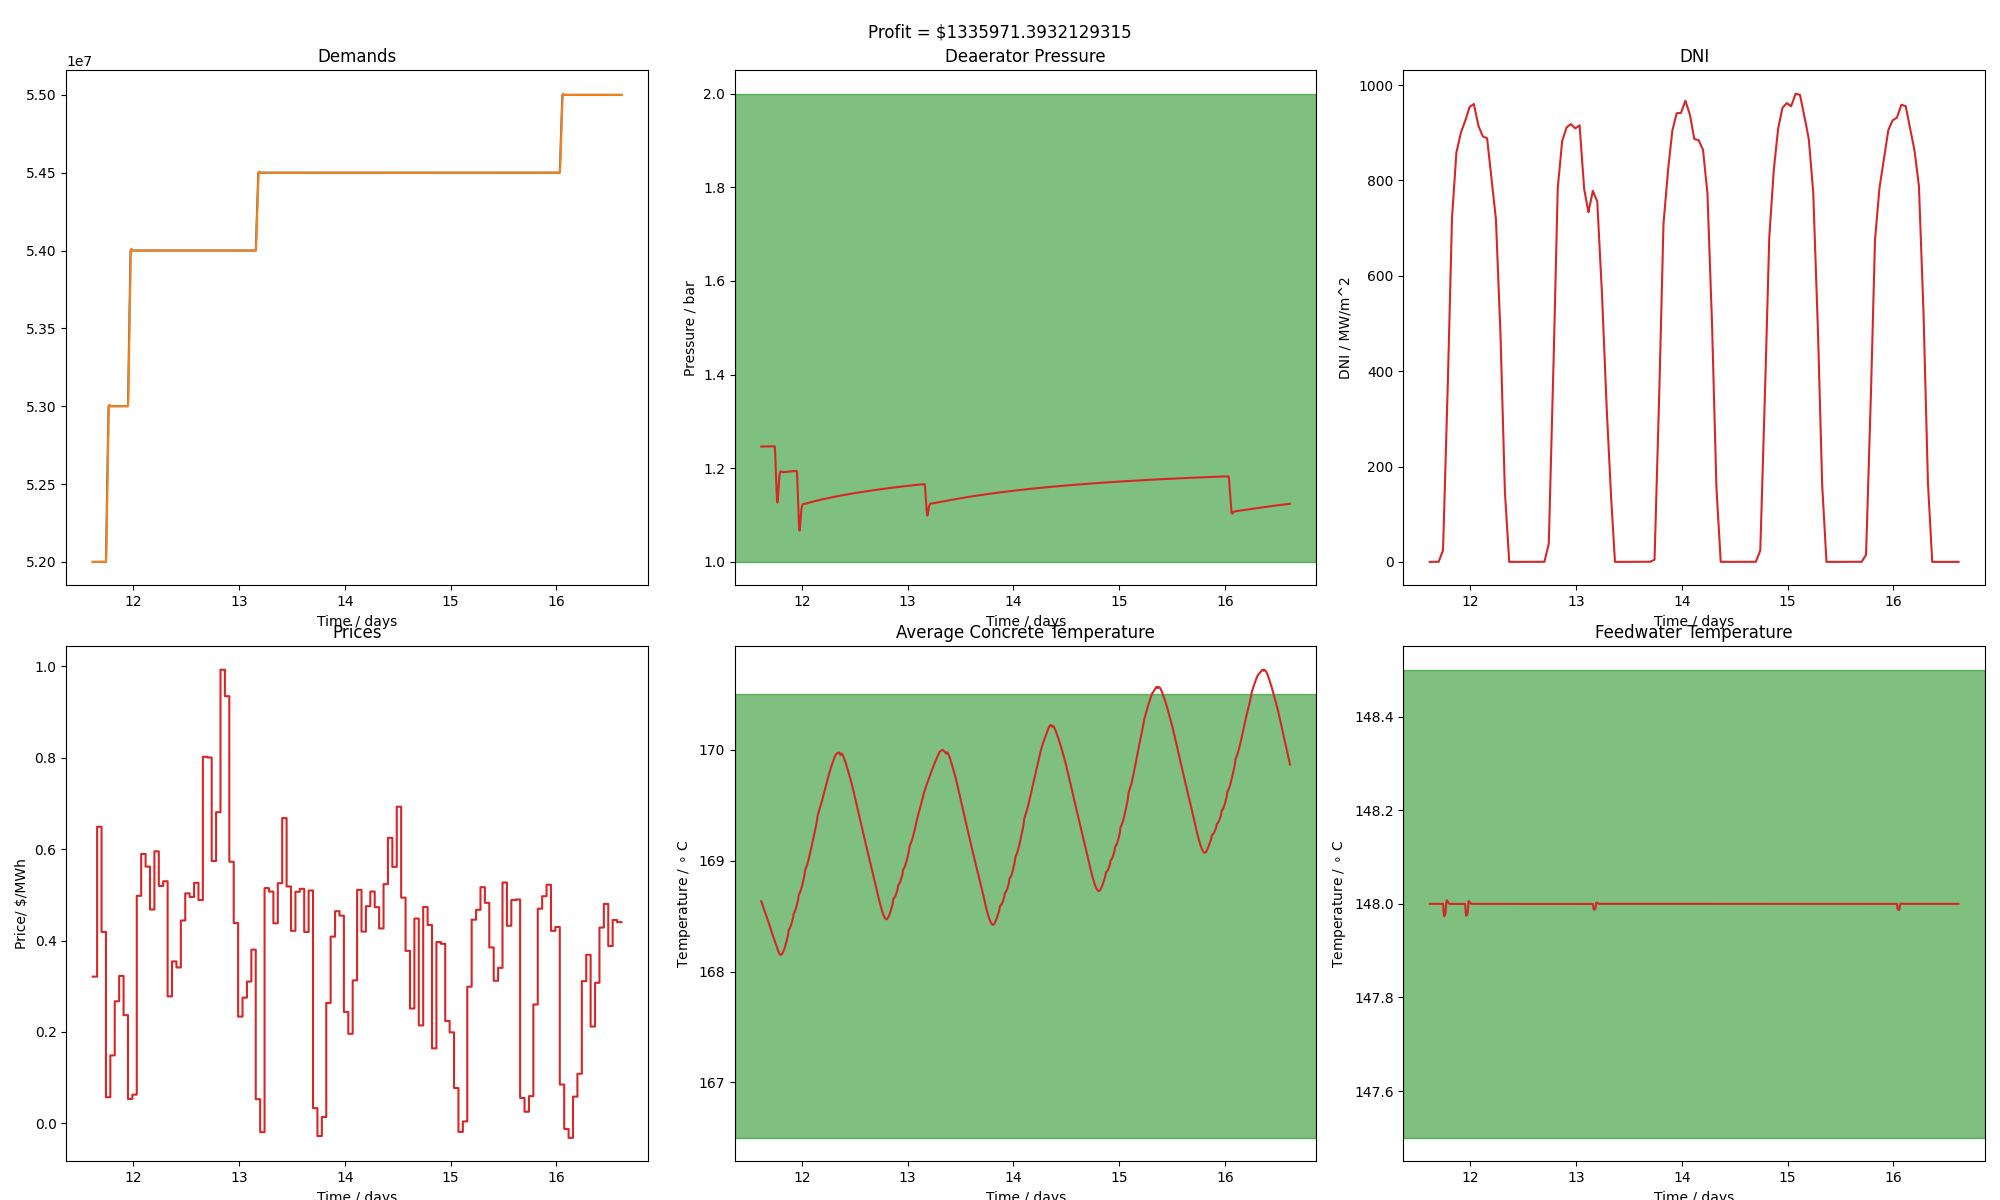 Profit = $1335971.3932129315
Demands
1e7
5.50
5.45
5.40
5.35
5.30
5.25
5.20
12 13 14 15 16
Time / days
Deaerator Pressure
Pressure / bar
2.0
1.8
1.6
1.4
1.2
1.0
12 13 14 15 16
Time / days
DNI
DNI / MW/m^2
1000
800
600
400
200
0
12 13 14 15 16
Time / days
Prices
Price/ $/MWh
1.0
0.8
0.6
0.4
0.2
0.0
12 13 14 15 16
Time / days
Average Concrete Temperature
Temperature / ∘ C
170
169
168
167
12 13 14 15 16
Time / days
Feedwater Temperature
Temperature / ∘ C
148.4
148.2
148.0
147.8
147.6
12 13 14 15 16
Time / days